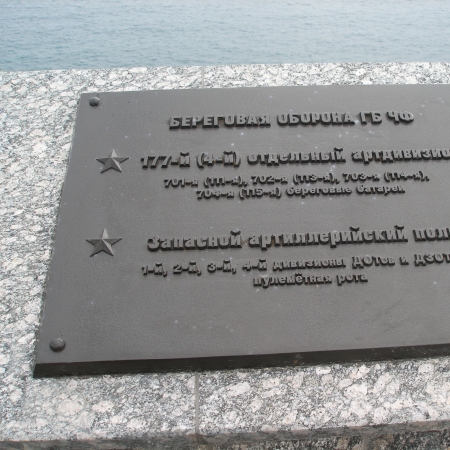 БЕРЕГОВАЯ ОБОРОНА ГБ ЧФ
177-й (4-й) отдельный артдивизио
701-я (111-я), 702-я (113-я), 703-я (114-я),
704-я (115-я) береговые батареи
Запасной артиллерийский пол
1-й, 2-й, 3-й, 4-й дивизионы ДОТов и ДЗОТ
пулемётная рота